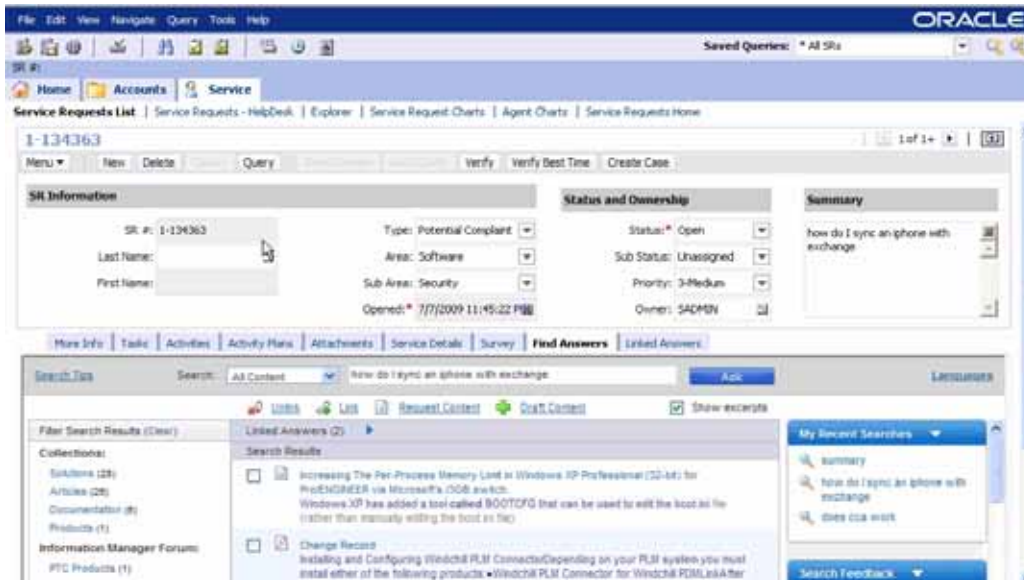 File Edit View Navigate Query Tools Help
ORACLE
Saved Queries: * All SRs
SR #:
Home Accounts Service
Service Requests List | Service Requests - HelpDesk | Explorer | Service Request Charts | Agent Charts | Service Requests Home
1-134363
1 of 1+
Menu New Delete Query Verify Verify Best Time Create Case
SR Information
Status and Ownership
Summary
SR #: 1-134363
Type: Potential Complaint
Status:* Open
how do I sync an iphone with exchange
Last Name:
Area: Software
Sub Status: Unassigned
First Name:
Sub Area: Security
Priority: 3-Medium
Opened:* 7/7/2009 11:45:22 PM
Owner: SADMIN
More Info Tasks Activities Activity Plans Attachments Service Details Survey Find Answers Linked Answers
Search Tips Search: All Content how do I sync an iphone with exchange Ask Languages
Unlink Link Request Content Draft Content Show excerpts
Filter Search Results (Clear)
Linked Answers (2)
My Recent Searches
Collections:
Search Results
summary
Solutions (28)
Increasing The Per-Process Memory Limit in Windows XP Professional (32-bit) for
how do I sync an iphone with
Articles (28)
Pro/ENGINEER via Microsoft's /3GB switch.
exchange
Documentation (8)
Windows XP has added a tool called BOOTCFG that can be used to edit the boot.ini file
does cca work
Products (1)
(rather than manually editing the boot.ini file)
Information Manager Forum:
Change Record
PTC Products (1)
Installing and Configuring Windchill PLM ConnectorDepending on your PLM system you must
install either of the following products: •Windchill PLM Connector for Windchill PDMLinkAfter
Search Feedback